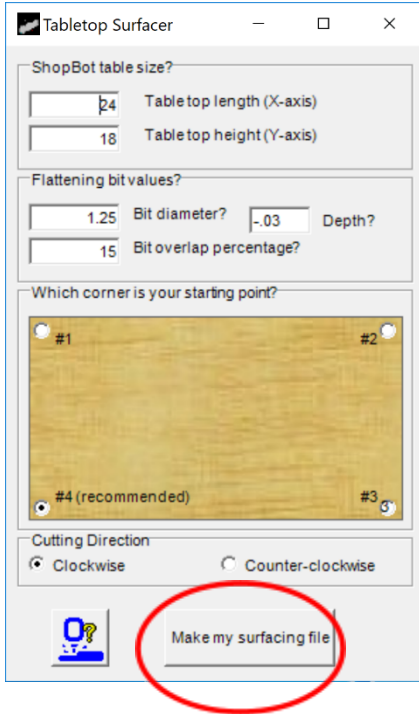 Tabletop Surfacer
ShopBot table size?
24 Table top length (X-axis)
18 Table top height (Y-axis)
Flattening bit values?
1.25 Bit diameter? -.03 Depth?
15 Bit overlap percentage?
Which corner is your starting point?
#1 #2
#4 (recommended) #3
Cutting Direction
Clockwise Counter-clockwise
Make my surfacing file